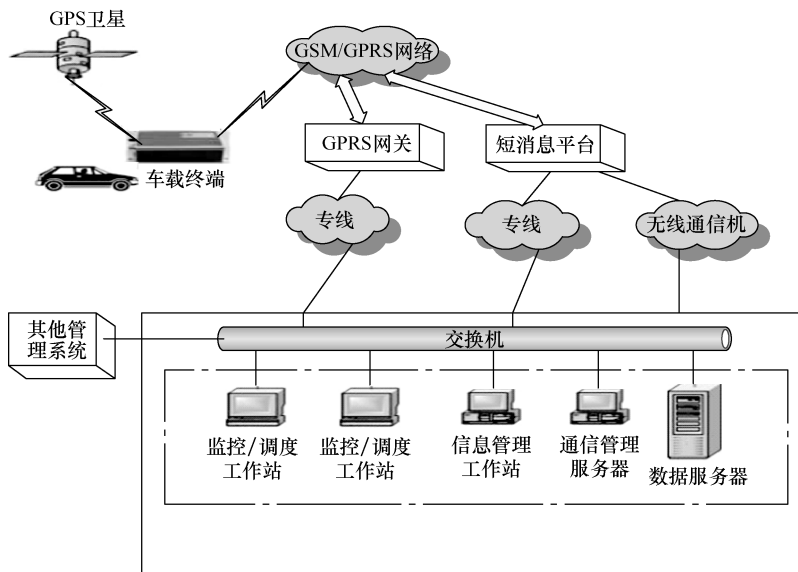 GPS卫星
GSM/GPRS网络
GPRS网关
短消息平台
车载终端
专线
专线
无线通信机
其他管
理系统
交换机
监控/调度
工作站
监控/调度
工作站
信息管理
工作站
通信管理
服务器
数据服务器